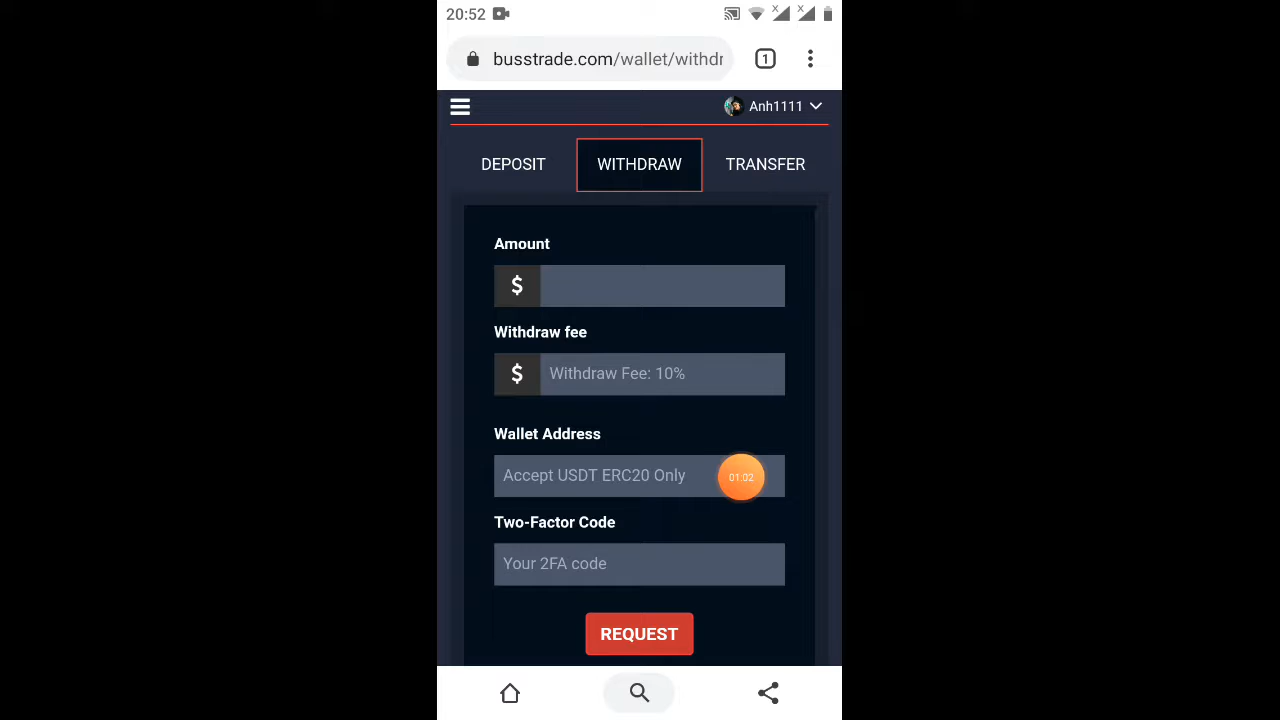 20:52
busstrade.com/wallet/withdr
1
Anh1111
DEPOSIT WITHDRAW TRANSFER
Amount
$
Withdraw fee
$ Withdraw Fee: 10%
Wallet Address
Accept USDT ERC20 Only
01:02
Two-Factor Code
Your 2FA code
REQUEST